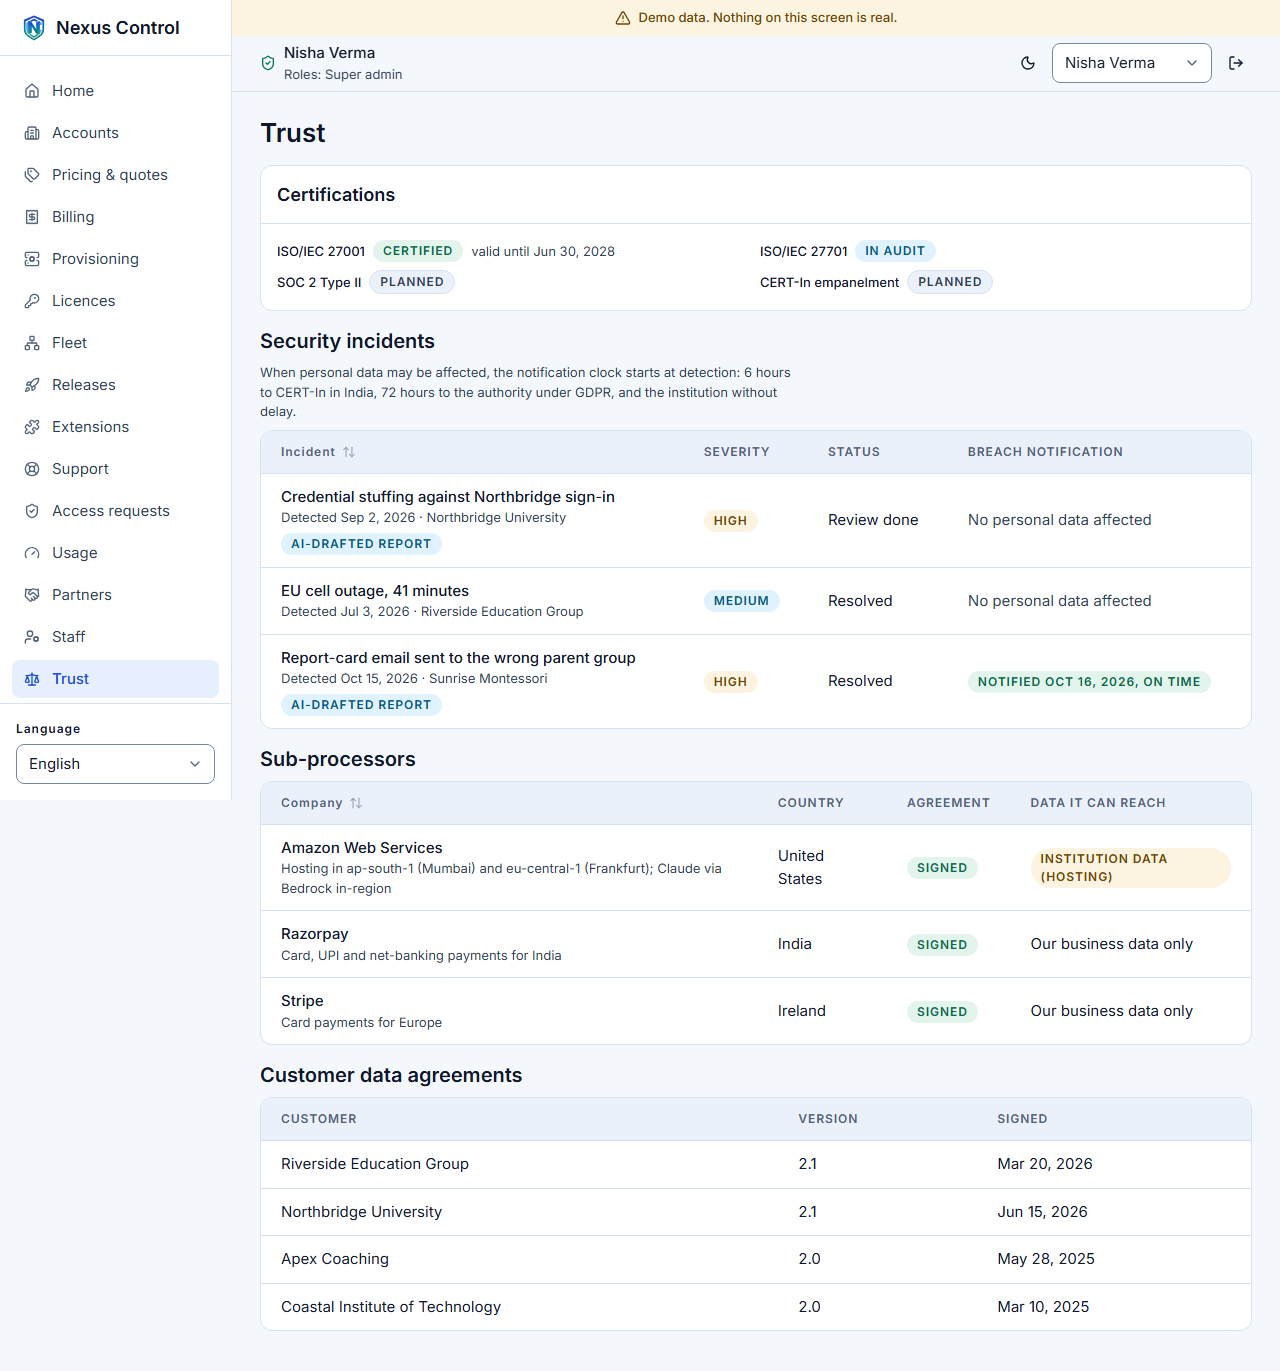 Nexus Control
Demo data. Nothing on this screen is real.
Nisha Verma
Roles: Super admin
Nisha Verma
Home
Accounts
Pricing & quotes
Billing
Provisioning
Licences
Fleet
Releases
Extensions
Support
Access requests
Usage
Partners
Staff
Trust
Language
English
Trust
Certifications
ISO/IEC 27001 CERTIFIED valid until Jun 30, 2028
ISO/IEC 27701 IN AUDIT
SOC 2 Type II PLANNED
CERT-In empanelment PLANNED
Security incidents
When personal data may be affected, the notification clock starts at detection: 6 hours
to CERT-In in India, 72 hours to the authority under GDPR, and the institution without
delay.
Incident SEVERITY STATUS BREACH NOTIFICATION
Credential stuffing against Northbridge sign-in
Detected Sep 2, 2026 · Northbridge University
AI-DRAFTED REPORT
HIGH
Review done
No personal data affected
EU cell outage, 41 minutes
Detected Jul 3, 2026 · Riverside Education Group
MEDIUM
Resolved
No personal data affected
Report-card email sent to the wrong parent group
Detected Oct 15, 2026 · Sunrise Montessori
AI-DRAFTED REPORT
HIGH
Resolved
NOTIFIED OCT 16, 2026, ON TIME
Sub-processors
Company COUNTRY AGREEMENT DATA IT CAN REACH
Amazon Web Services
Hosting in ap-south-1 (Mumbai) and eu-central-1 (Frankfurt); Claude via
Bedrock in-region
United
States
SIGNED
INSTITUTION DATA
(HOSTING)
Razorpay
Card, UPI and net-banking payments for India
India
SIGNED
Our business data only
Stripe
Card payments for Europe
Ireland
SIGNED
Our business data only
Customer data agreements
CUSTOMER VERSION SIGNED
Riverside Education Group 2.1 Mar 20, 2026
Northbridge University 2.1 Jun 15, 2026
Apex Coaching 2.0 May 28, 2025
Coastal Institute of Technology 2.0 Mar 10, 2025